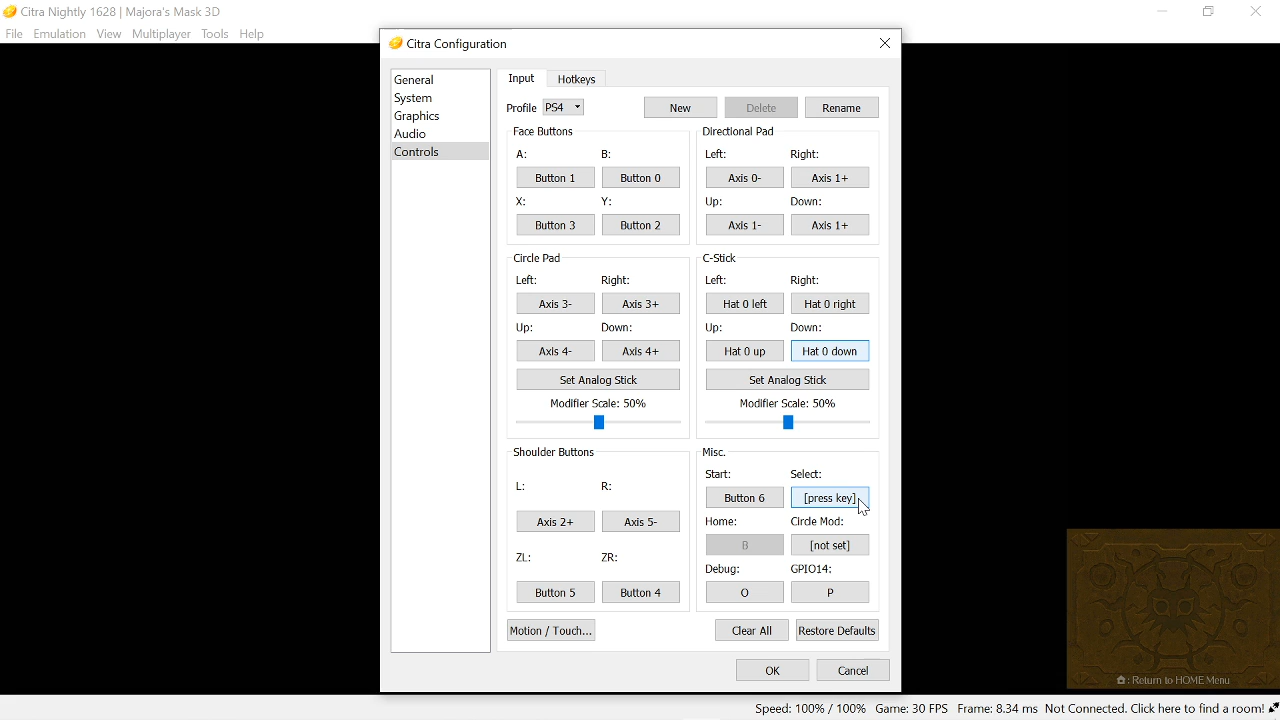 Citra Nightly 1628 | Majora's Mask 3D
File Emulation View Multiplayer Tools Help
Citra Configuration
General
System
Graphics
Audio
Controls
Input Hotkeys
Profile PS4 New Delete Rename
Face Buttons
A: B:
Button 1 Button 0
X: Y:
Button 3 Button 2
Directional Pad
Left: Right:
Axis 0- Axis 1+
Up: Down:
Axis 1- Axis 1+
Circle Pad
Left: Right:
Axis 3- Axis 3+
Up: Down:
Axis 4- Axis 4+
Set Analog Stick
Modifier Scale: 50%
C-Stick
Left: Right:
Hat 0 left Hat 0 right
Up: Down:
Hat 0 up Hat 0 down
Set Analog Stick
Modifier Scale: 50%
Shoulder Buttons
L: R:
Axis 2+ Axis 5-
ZL: ZR:
Button 5 Button 4
Misc.
Start: Select:
Button 6 [press key]
Home: Circle Mod:
B [not set]
Debug: GPIO14:
O P
Motion / Touch... Clear All Restore Defaults
OK Cancel
: Return to HOME Menu
Speed: 100% / 100% Game: 30 FPS Frame: 8.34 ms Not Connected. Click here to find a room!